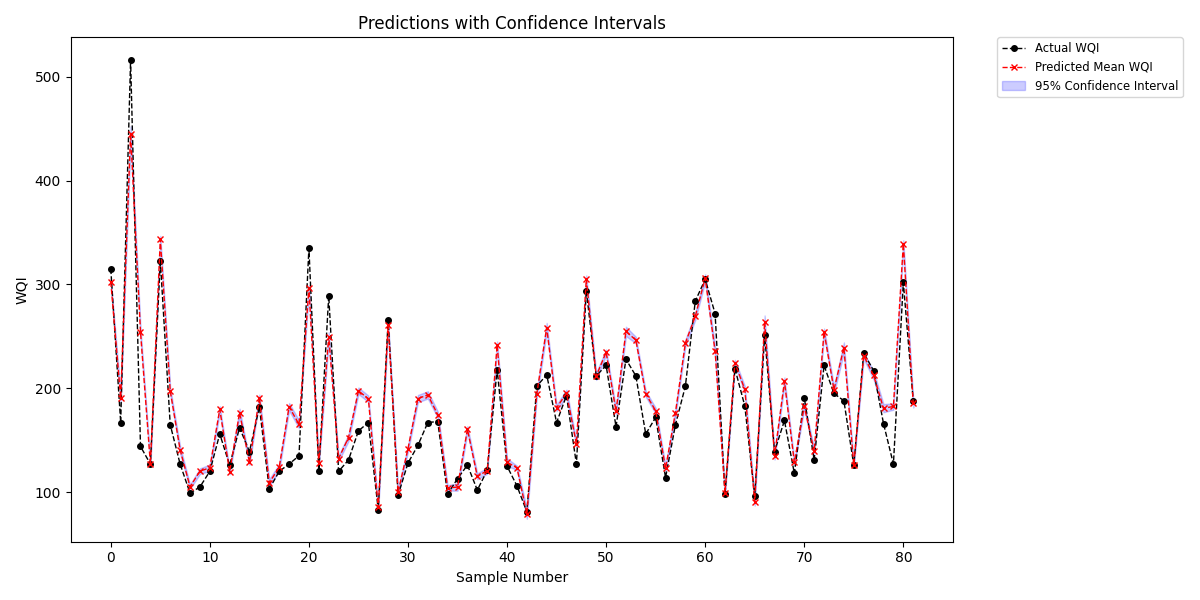 Predictions with Confidence Intervals
Actual WQI
Predicted Mean WQI
95% Confidence Interval
WQI
500
400
300
200
100
0 10 20 30 40 50 60 70 80
Sample Number